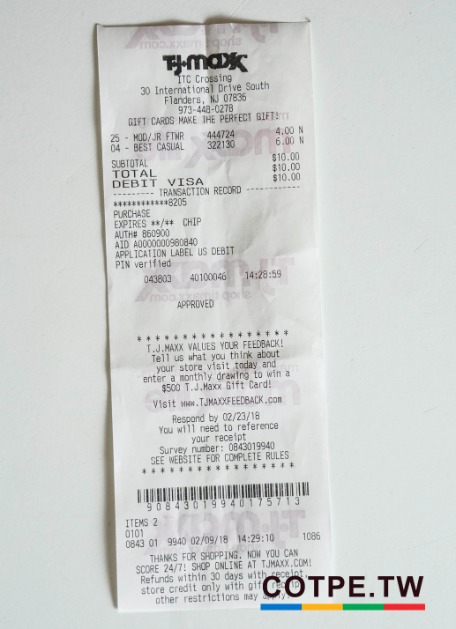 T·J·maxx
ITC Crossing
30 International Drive South
Flanders, NJ 07836
973-448-0278
GIFT CARDS MAKE THE PERFECT GIFT!
25 - MOD/JR FTWR 444724 4.00 N
04 - BEST CASUAL 322130 6.00 N
SUBTOTAL $10.00
TOTAL $10.00
DEBIT VISA $10.00
--------- TRANSACTION RECORD ------------
************8205
PURCHASE
EXPIRES **/** CHIP
AUTH# 860900
AID A0000000980840
APPLICATION LABEL US DEBIT
PIN verified
043803 40100046 14:28:59
APPROVED
* * * * * * * * * * * * * * * *
T.J.MAXX VALUES YOUR FEEDBACK!
Tell us what you think about
your store visit today and
enter a monthly drawing to win a
$500 T.J.Maxx Gift Card!
Visit www.TJMAXXFEEDBACK.com
Respond by 02/23/18
You will need to reference
your receipt
Survey number: 0843019940
SEE WEBSITE FOR COMPLETE RULES
* * * * * * * * * * * * * * * *
90843019940175713
ITEMS 2
0101
0843 01 9940 02/09/18 14:29:10 1086
THANKS FOR SHOPPING. NOW YOU CAN
SCORE 24/7! SHOP ONLINE AT TJMAXX.COM!
Refunds within 30 days with receipt,
store credit only with gift receipt
other restrictions may
COTPE.TW